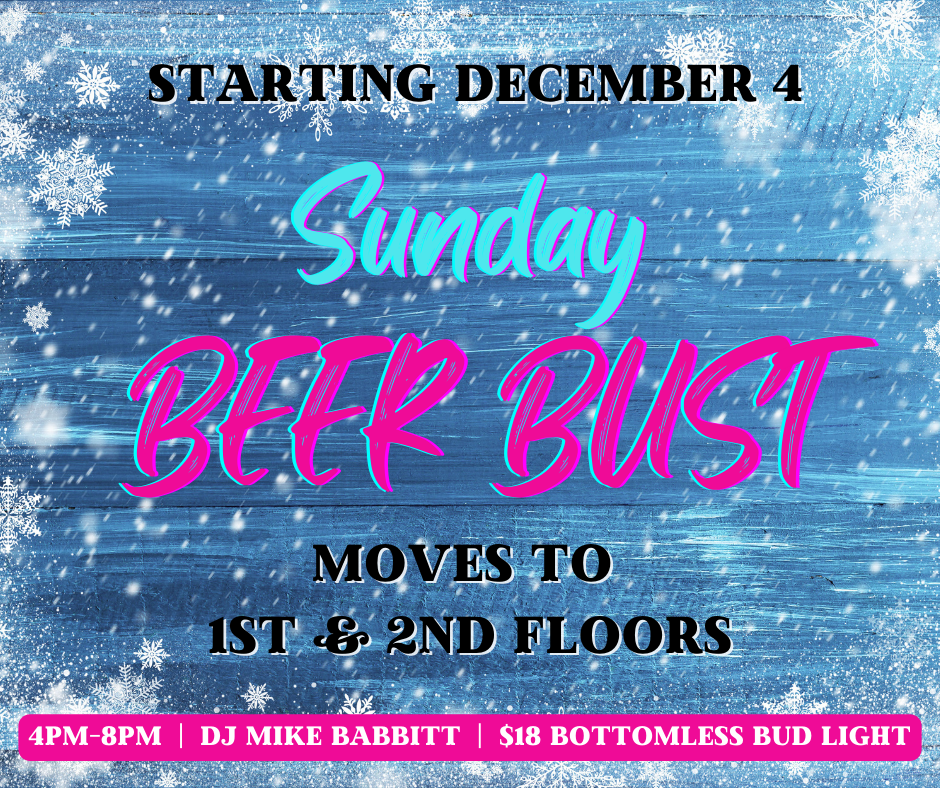 STARTING DECEMBER 4
Sunday
BEER BUST
MOVES TO
1ST & 2ND FLOORS
4PM-8PM | DJ MIKE BABBITT | $18 BOTTOMLESS BUD LIGHT